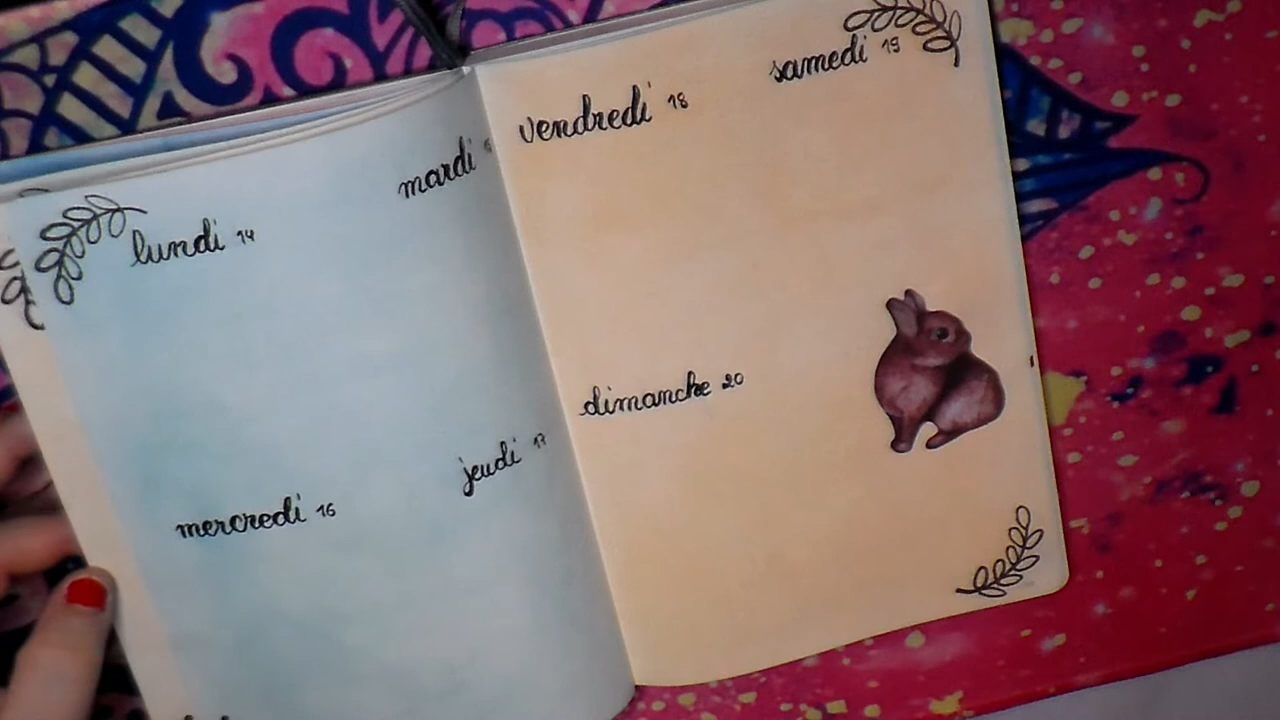 lundi 14
mardi
mercredi 16
jeudi 17
vendredi 18
samedi 19
dimanche 20